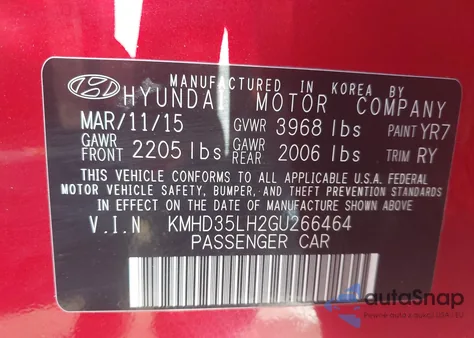 MANUFACTURED IN KOREA BY
HYUNDAI MOTOR COMPANY
MAR/11/15 GVWR 3968 lbs PAINT YR7
GAWR FRONT 2205 lbs GAWR REAR 2006 lbs TRIM RY
THIS VEHICLE CONFORMS TO ALL APPLICABLE U.S.A. FEDERAL
MOTOR VEHICLE SAFETY, BUMPER, AND THEFT PREVENTION STANDARDS
IN EFFECT ON THE DATE OF MANUFACTURE SHOWN ABOVE.
V.I.N KMHD35LH2GU266464
PASSENGER CAR
autaSnap